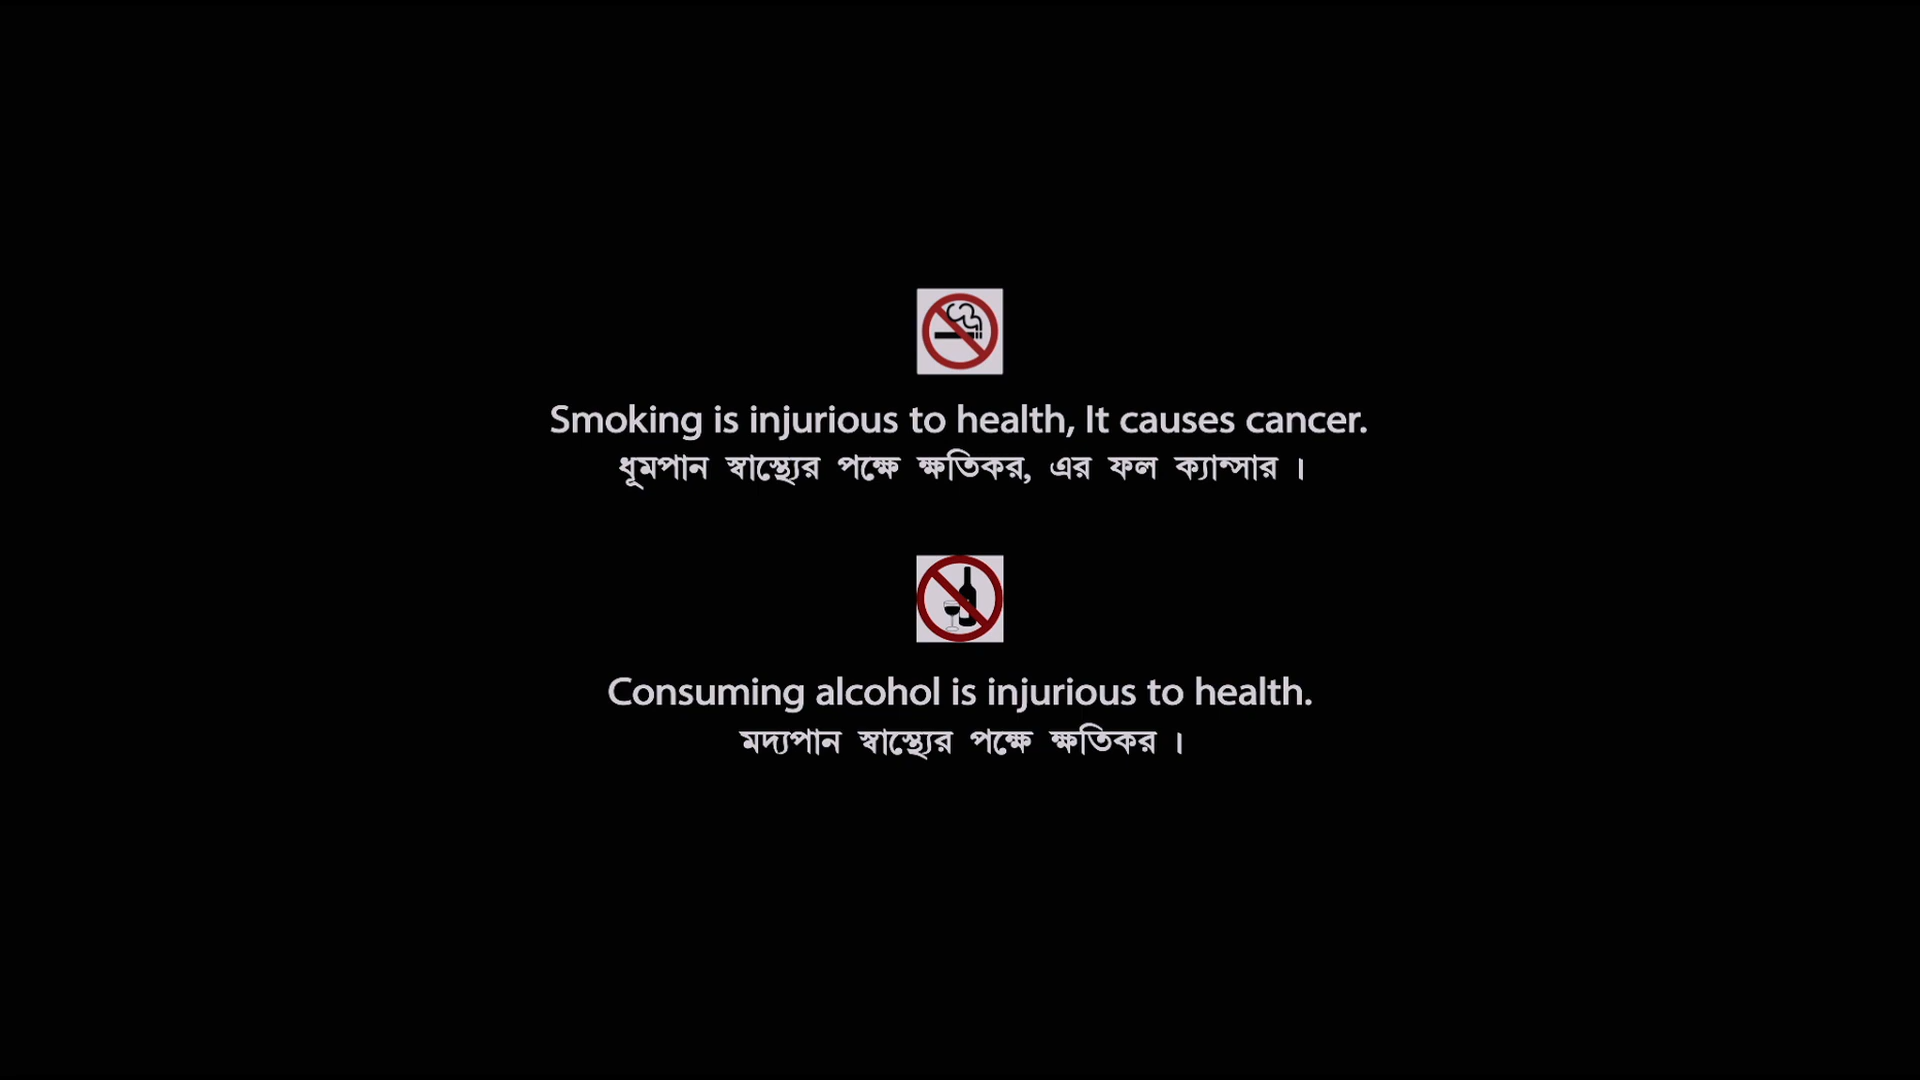 Smoking is injurious to health, It causes cancer.
ধূমপান স্বাস্থ্যের পক্ষে ক্ষতিকর, এর ফল ক্যান্সার ।
Consuming alcohol is injurious to health.
মদ্যপান স্বাস্থ্যের পক্ষে ক্ষতিকর ।